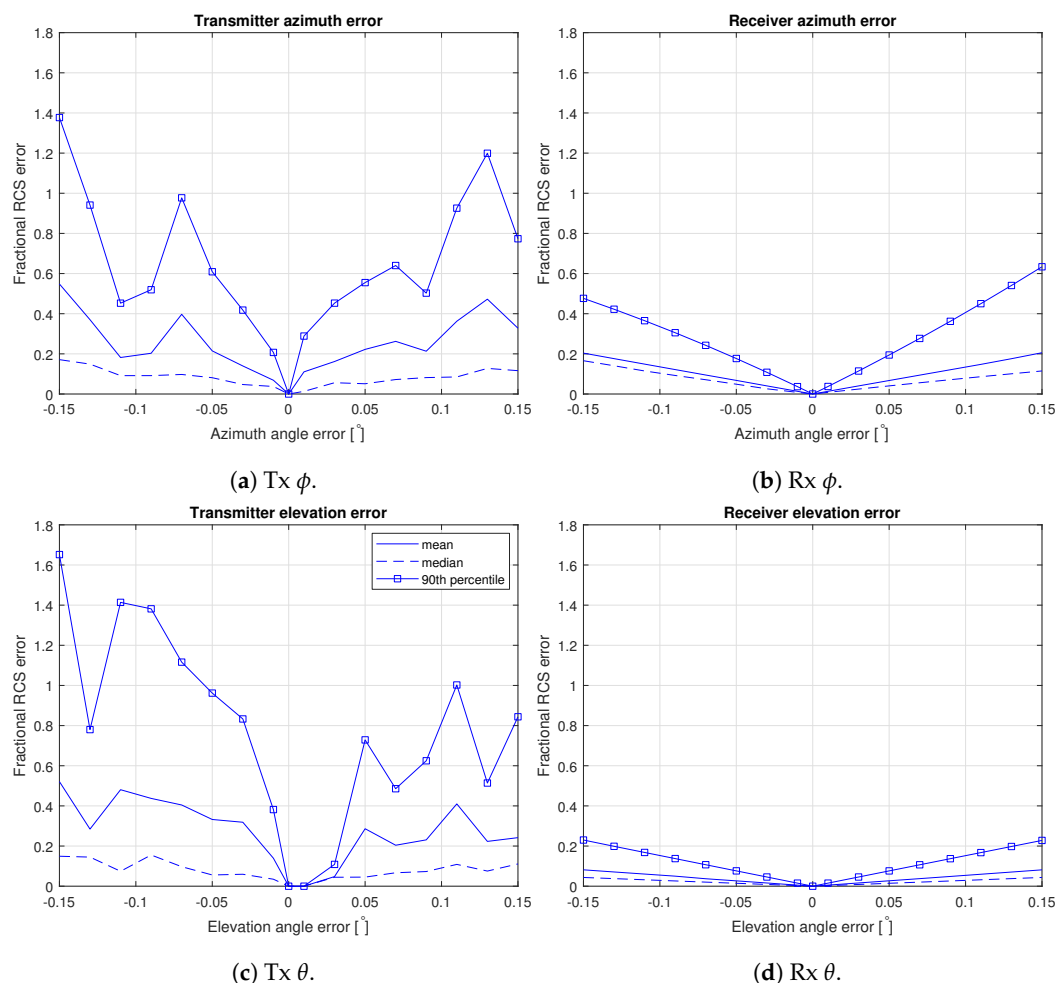 Transmitter azimuth error
1.8
1.6
1.4
1.2
1
0.8
0.6
0.4
0.2
0
Fractional RCS error
-0.15 -0.1 -0.05 0 0.05 0.1 0.15
Azimuth angle error [°]
(a) Tx ϕ.
Receiver azimuth error
1.8
1.6
1.4
1.2
1
0.8
0.6
0.4
0.2
0
Fractional RCS error
-0.15 -0.1 -0.05 0 0.05 0.1 0.15
Azimuth angle error [°]
(b) Rx ϕ.
Transmitter elevation error
1.8
1.6
1.4
1.2
1
0.8
0.6
0.4
0.2
0
Fractional RCS error
mean
median
90th percentile
-0.15 -0.1 -0.05 0 0.05 0.1 0.15
Elevation angle error [°]
(c) Tx θ.
Receiver elevation error
1.8
1.6
1.4
1.2
1
0.8
0.6
0.4
0.2
0
Fractional RCS error
-0.15 -0.1 -0.05 0 0.05 0.1 0.15
Elevation angle error [°]
(d) Rx θ.